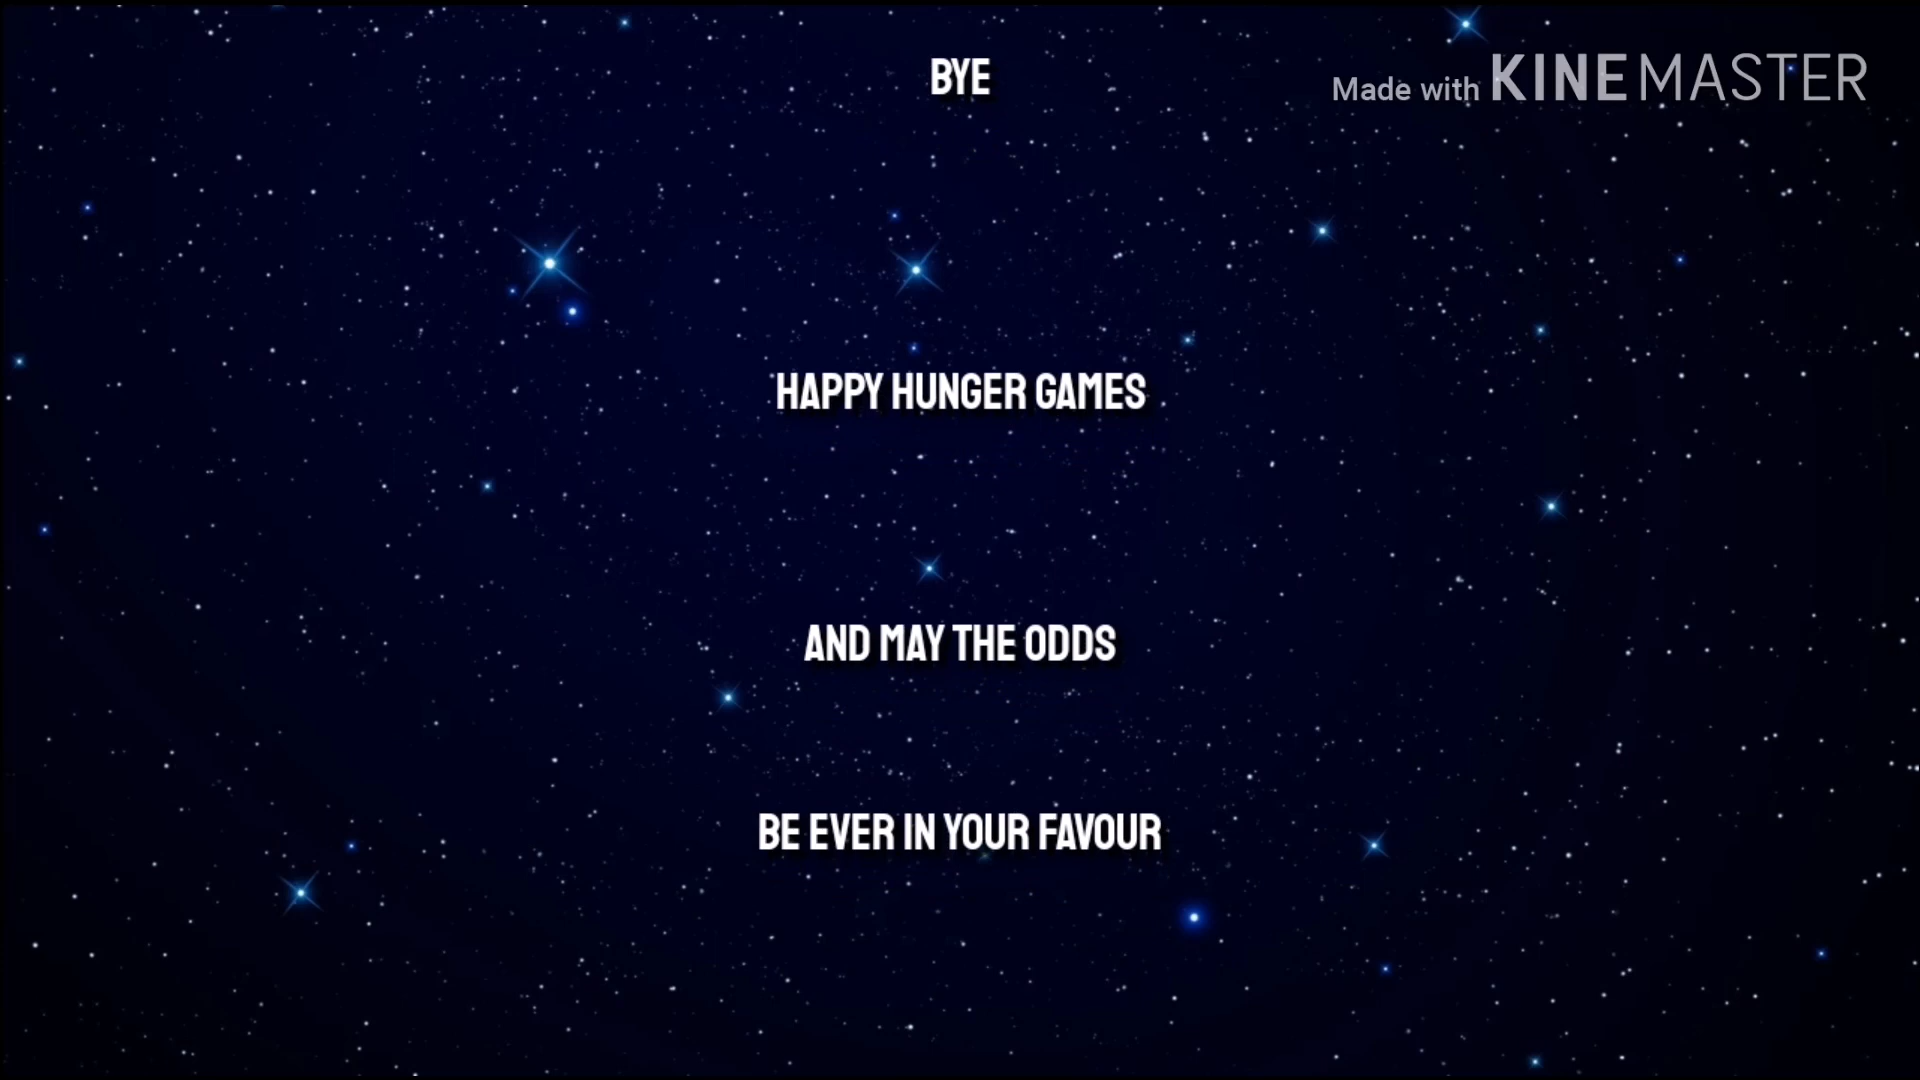 BYE
Made with KINEMASTER
HAPPY HUNGER GAMES
AND MAY THE ODDS
BE EVER IN YOUR FAVOUR